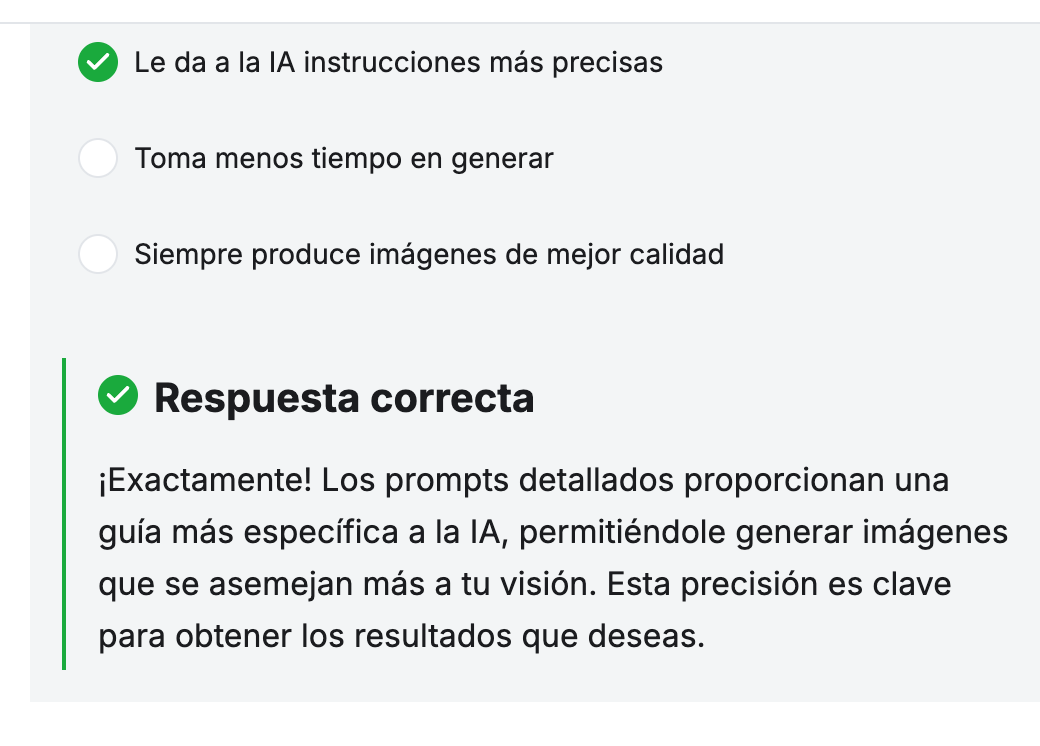 Le da a la IA instrucciones más precisas
Toma menos tiempo en generar
Siempre produce imágenes de mejor calidad
Respuesta correcta
¡Exactamente! Los prompts detallados proporcionan una
guía más específica a la IA, permitiéndole generar imágenes
que se asemejan más a tu visión. Esta precisión es clave
para obtener los resultados que deseas.